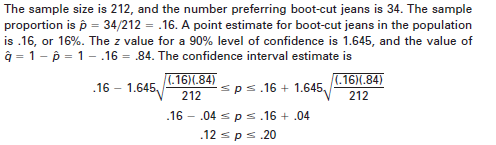 The sample size is 212, and the number preferring boot-cut jeans is 34. The sample
proportion is p̂ = 34/212 = .16. A point estimate for boot-cut jeans in the population
is .16, or 16%. The z value for a 90% level of confidence is 1.645, and the value of
q̂ = 1 − p̂ = 1 − .16 = .84. The confidence interval estimate is
.16 − 1.645√((.16)(.84)/212) ≤ p ≤ .16 + 1.645√((.16)(.84)/212)
.16 − .04 ≤ p ≤ .16 + .04
.12 ≤ p ≤ .20